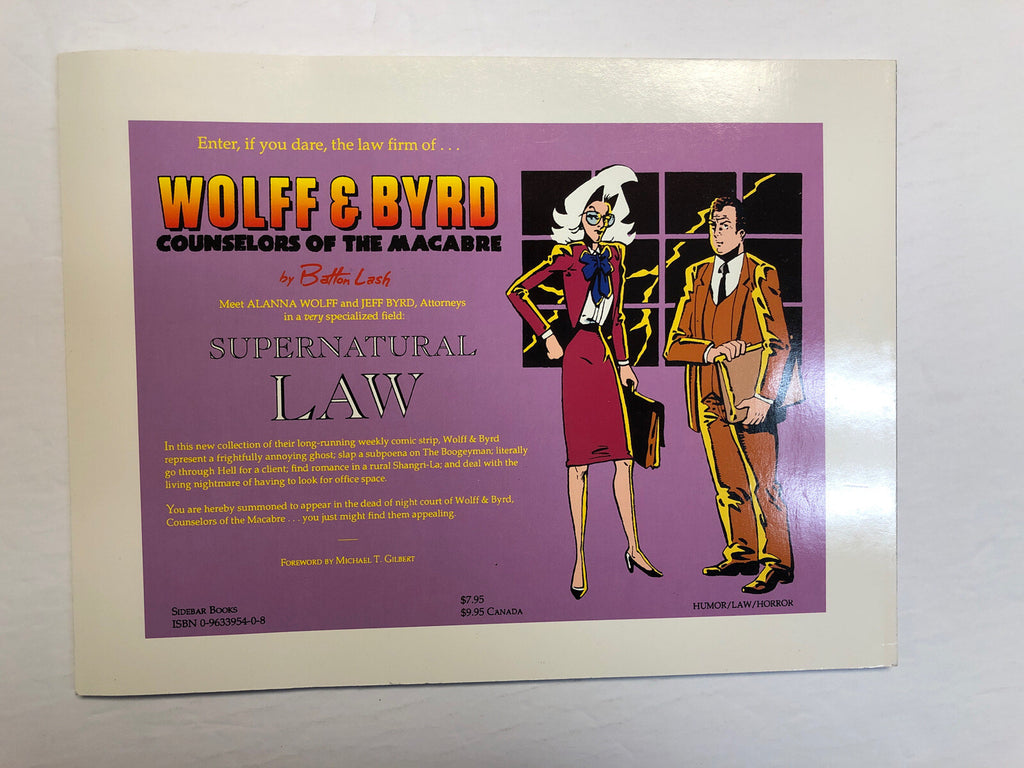 Enter, if you dare, the law firm of . . .
WOLFF & BYRD
COUNSELORS OF THE MACABRE
by Batton Lash
Meet ALANNA WOLFF and JEFF BYRD, Attorneys
in a very specialized field:
SUPERNATURAL
LAW
In this new collection of their long-running weekly comic strip, Wolff & Byrd
represent a frightfully annoying ghost; slap a subpoena on The Boogeyman; literally
go through Hell for a client; find romance in a rural Shangri-La; and deal with the
living nightmare of having to look for office space.
You are hereby summoned to appear in the dead of night court of Wolff & Byrd,
Counselors of the Macabre . . . you just might find them appealing.
FOREWORD BY MICHAEL T. GILBERT
SIDEBAR BOOKS
ISBN 0-9633954-0-8
$7.95
$9.95 CANADA
HUMOR/LAW/HORROR